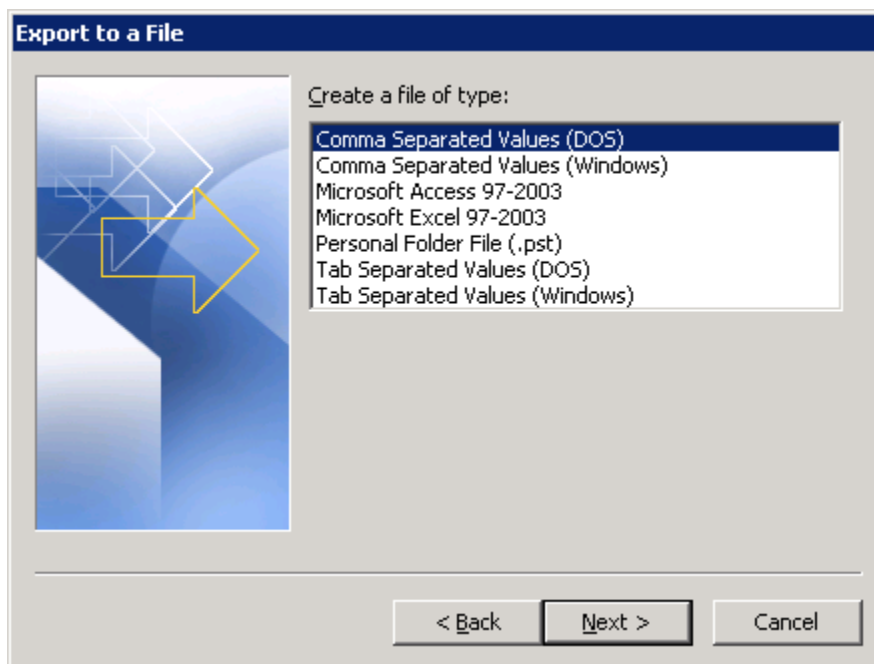 Export to a File
Create a file of type:
Comma Separated Values (DOS)
Comma Separated Values (Windows)
Microsoft Access 97-2003
Microsoft Excel 97-2003
Personal Folder File (.pst)
Tab Separated Values (DOS)
Tab Separated Values (Windows)
< Back
Next >
Cancel